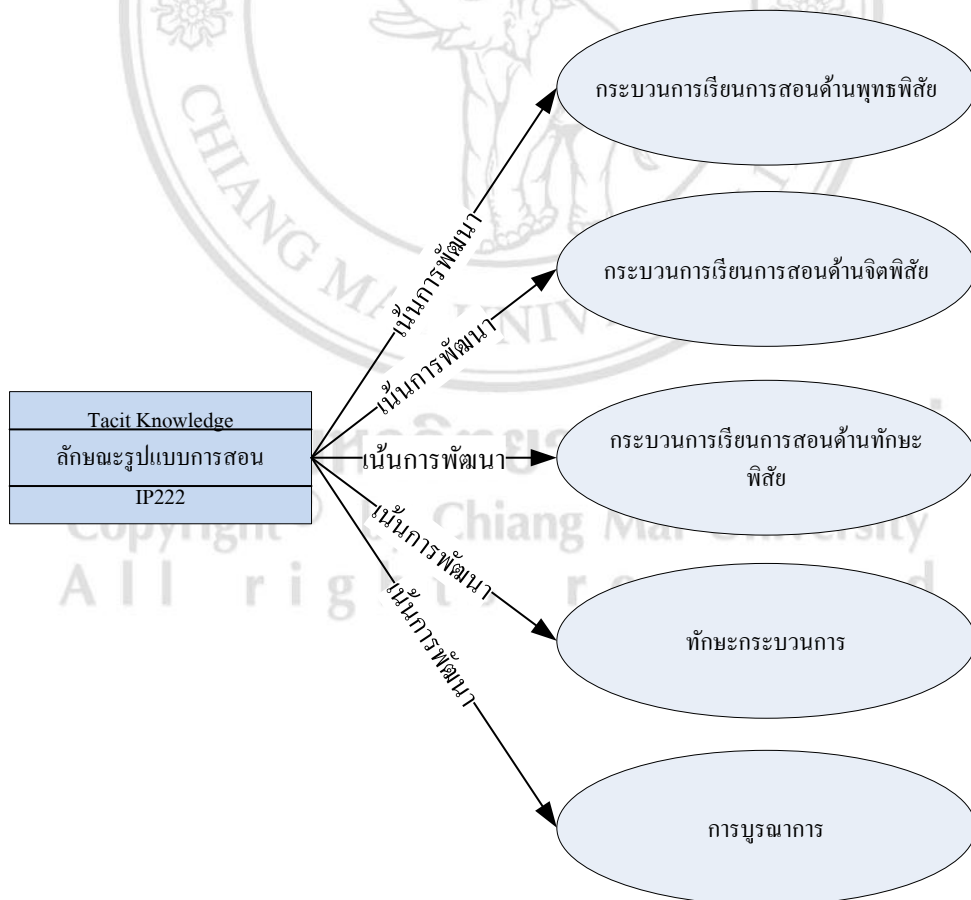 กระบวนการเรียนการสอนด้านพุทธพิสัย
เน้นการพัฒนา
กระบวนการเรียนการสอนด้านจิตพิสัย
เน้นการพัฒนา
Tacit Knowledge
ลักษณะรูปแบบการสอน
IP222
เน้นการพัฒนา
กระบวนการเรียนการสอนด้านทักษะ
พิสัย
เน้นการพัฒนา
ทักษะกระบวนการ
เน้นการพัฒนา
การบูรณาการ
CHIANG MAI UNIV
Copyright © Chiang Mai University
All rights reserved